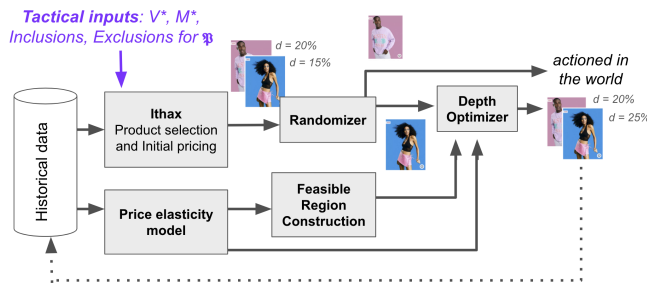 Tactical inputs: V*, M*,
Inclusions, Exclusions for 𝔓
d = 20%
d = 15%
actioned in
the world
Ithax
Product selection
and Initial pricing
Randomizer
Depth
Optimizer
d = 20%
d = 25%
Historical data
Price elasticity
model
Feasible
Region
Construction